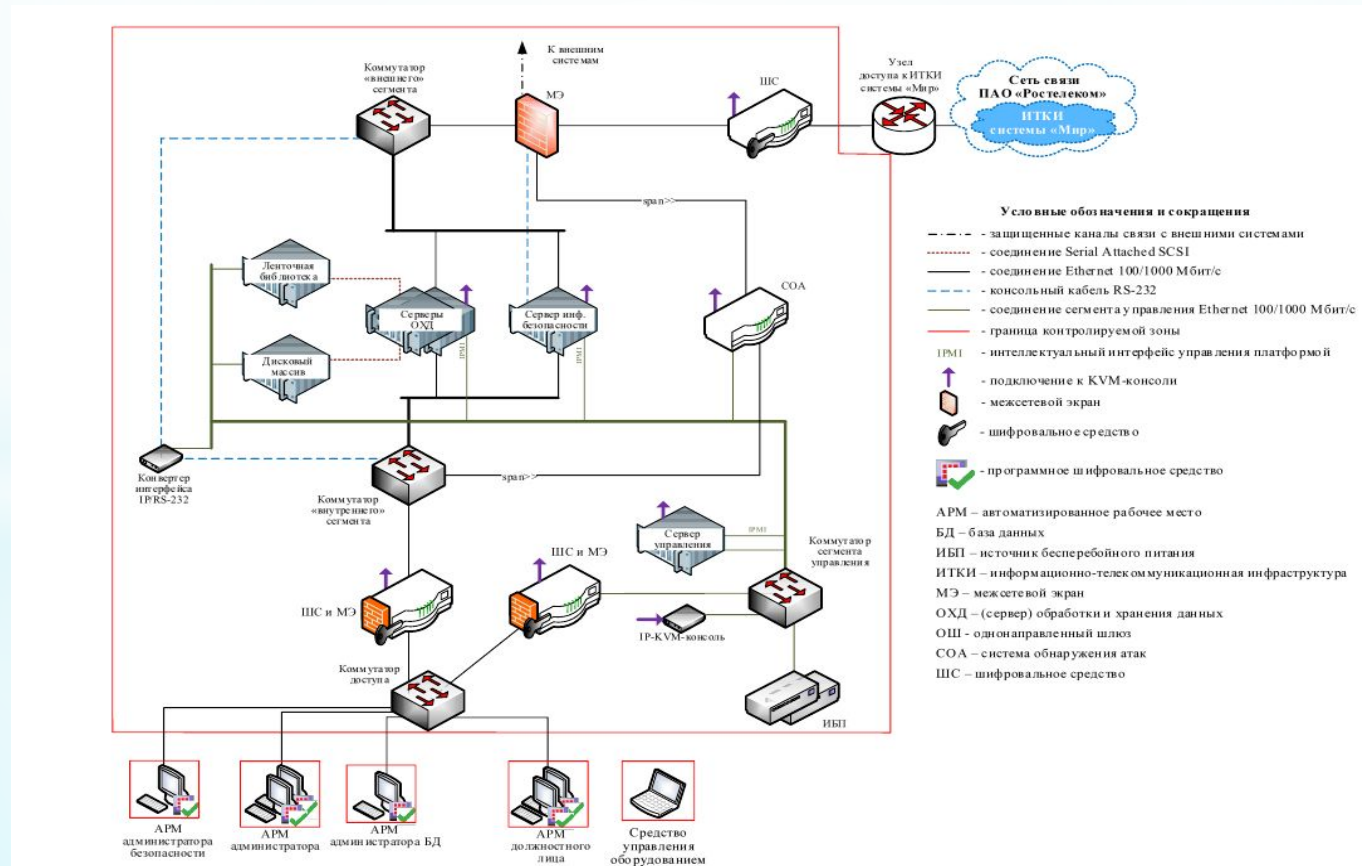 К внешним
системам
Коммутатор
«внешнего»
сегмента
МЭ
ШС
Узел
доступа к ИТКИ
системы «Мир»
Сеть связи
ПАО «Ростелеком»
ИТКИ
системы «Мир»
span>>
Ленточная
библиотека
Серверы
ОХД
Сервер инф.
безопасности
СОА
IPMI
IPMI
Дисковый
массив
Конвертер
интерфейса
IP/RS-232
Коммутатор
«внутреннего»
сегмента
span>>
Сервер
управления
IPMI
Коммутатор
сегмента
управления
ШС и МЭ
ШС и МЭ
IP-KVM-консоль
Коммутатор
доступа
ИБП
АРМ
администратора
безопасности
АРМ
администратора
АРМ
администратора БД
АРМ
должностного
лица
Средство
управления
оборудованием
Условные обозначения и сокращения
- защищенные каналы связи с внешними системами
- соединение Serial Attached SCSI
- соединение Ethernet 100/1000 Мбит/с
- консольный кабель RS-232
- соединение сегмента управления Ethernet 100/1000 Мбит/с
- граница контролируемой зоны
IPMI - интеллектуальный интерфейс управления платформой
- подключение к KVM-консоли
- межсетевой экран
- шифровальное средство
- программное шифровальное средство
АРМ – автоматизированное рабочее место
БД – база данных
ИБП – источник бесперебойного питания
ИТКИ – информационно-телекоммуникационная инфраструктура
МЭ – межсетевой экран
ОХД – (сервер) обработки и хранения данных
ОШ - однонаправленный шлюз
СОА – система обнаружения атак
ШС – шифровальное средство